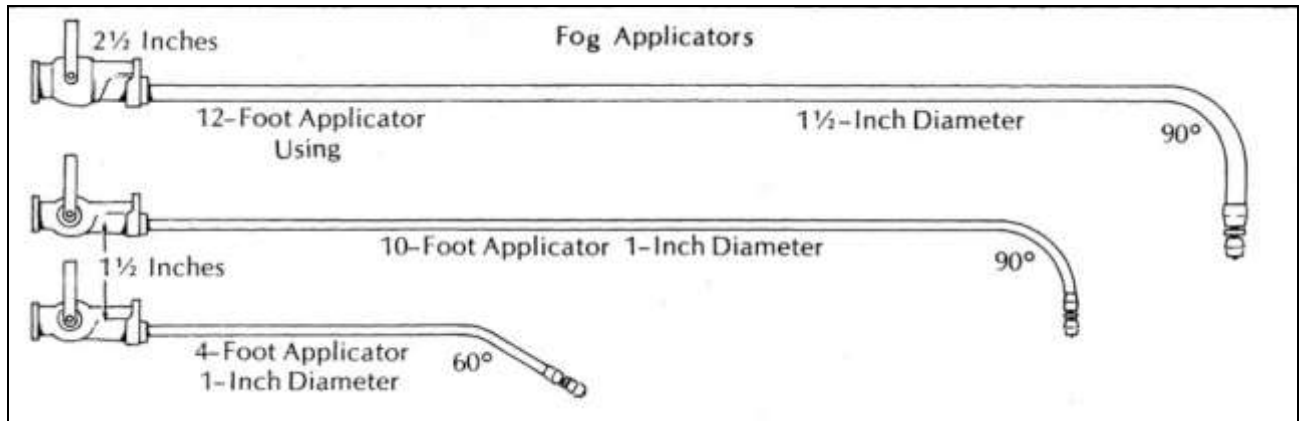 Fog Applicators
2½ Inches
12-Foot Applicator
Using
1½-Inch Diameter
90°
10-Foot Applicator 1-Inch Diameter
90°
1½ Inches
4-Foot Applicator
1-Inch Diameter
60°